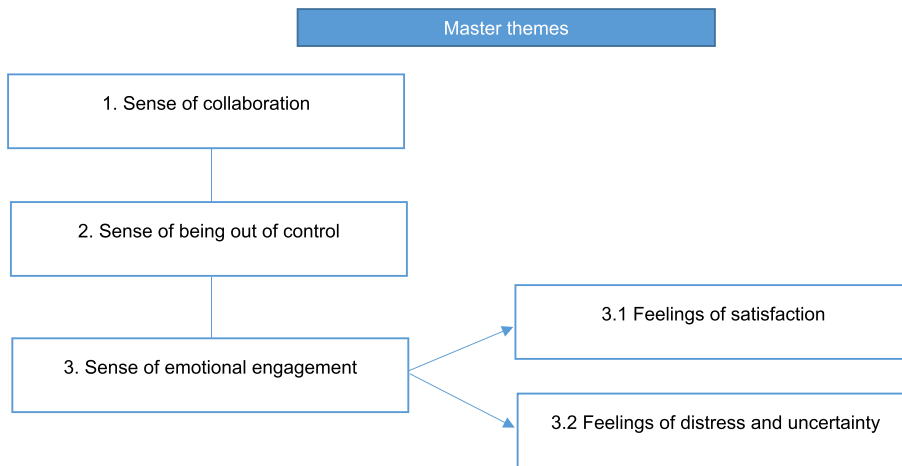 Master themes
1. Sense of collaboration
2. Sense of being out of control
3. Sense of emotional engagement
3.1 Feelings of satisfaction
3.2 Feelings of distress and uncertainty